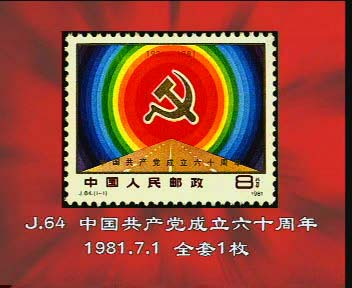 1921 1981
中国共产党成立六十周年
中国人民邮政 8分
J.64.(1-1) 1981
J.64 中国共产党成立六十周年
1981.7.1 全套1枚